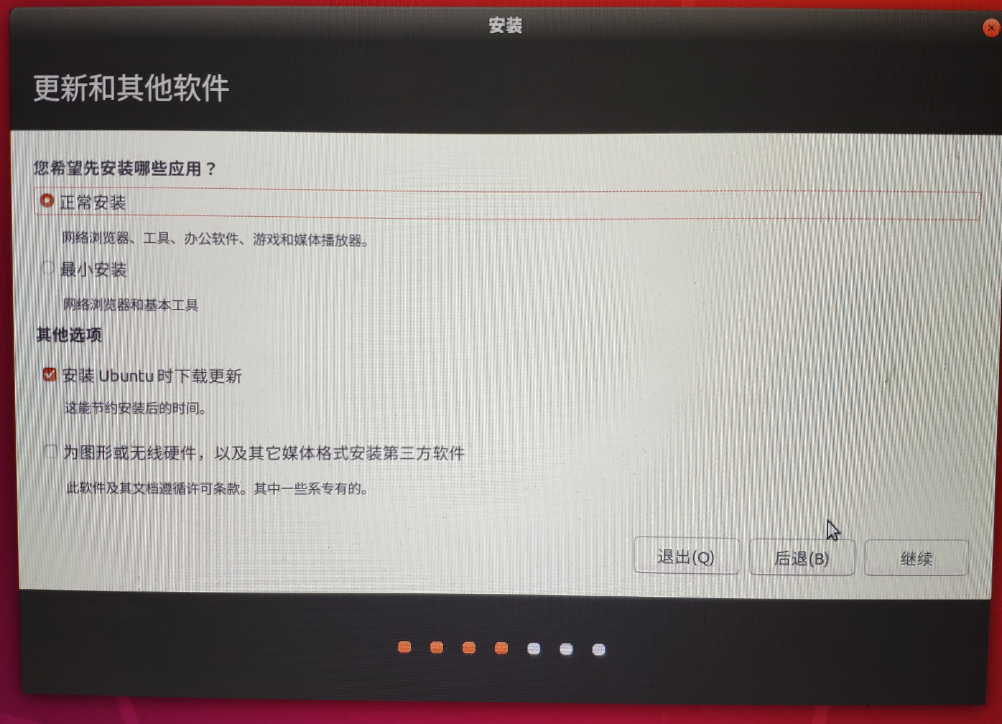 安装
更新和其他软件
您希望先安装哪些应用？
正常安装
网络浏览器、工具、办公软件、游戏和媒体播放器。
最小安装
网络浏览器和基本工具
其他选项
安装 Ubuntu 时下载更新
这能节约安装后的时间。
为图形或无线硬件，以及其它媒体格式安装第三方软件
此软件及其文档遵循许可条款。其中一些系专有的。
退出(Q) 后退(B) 继续